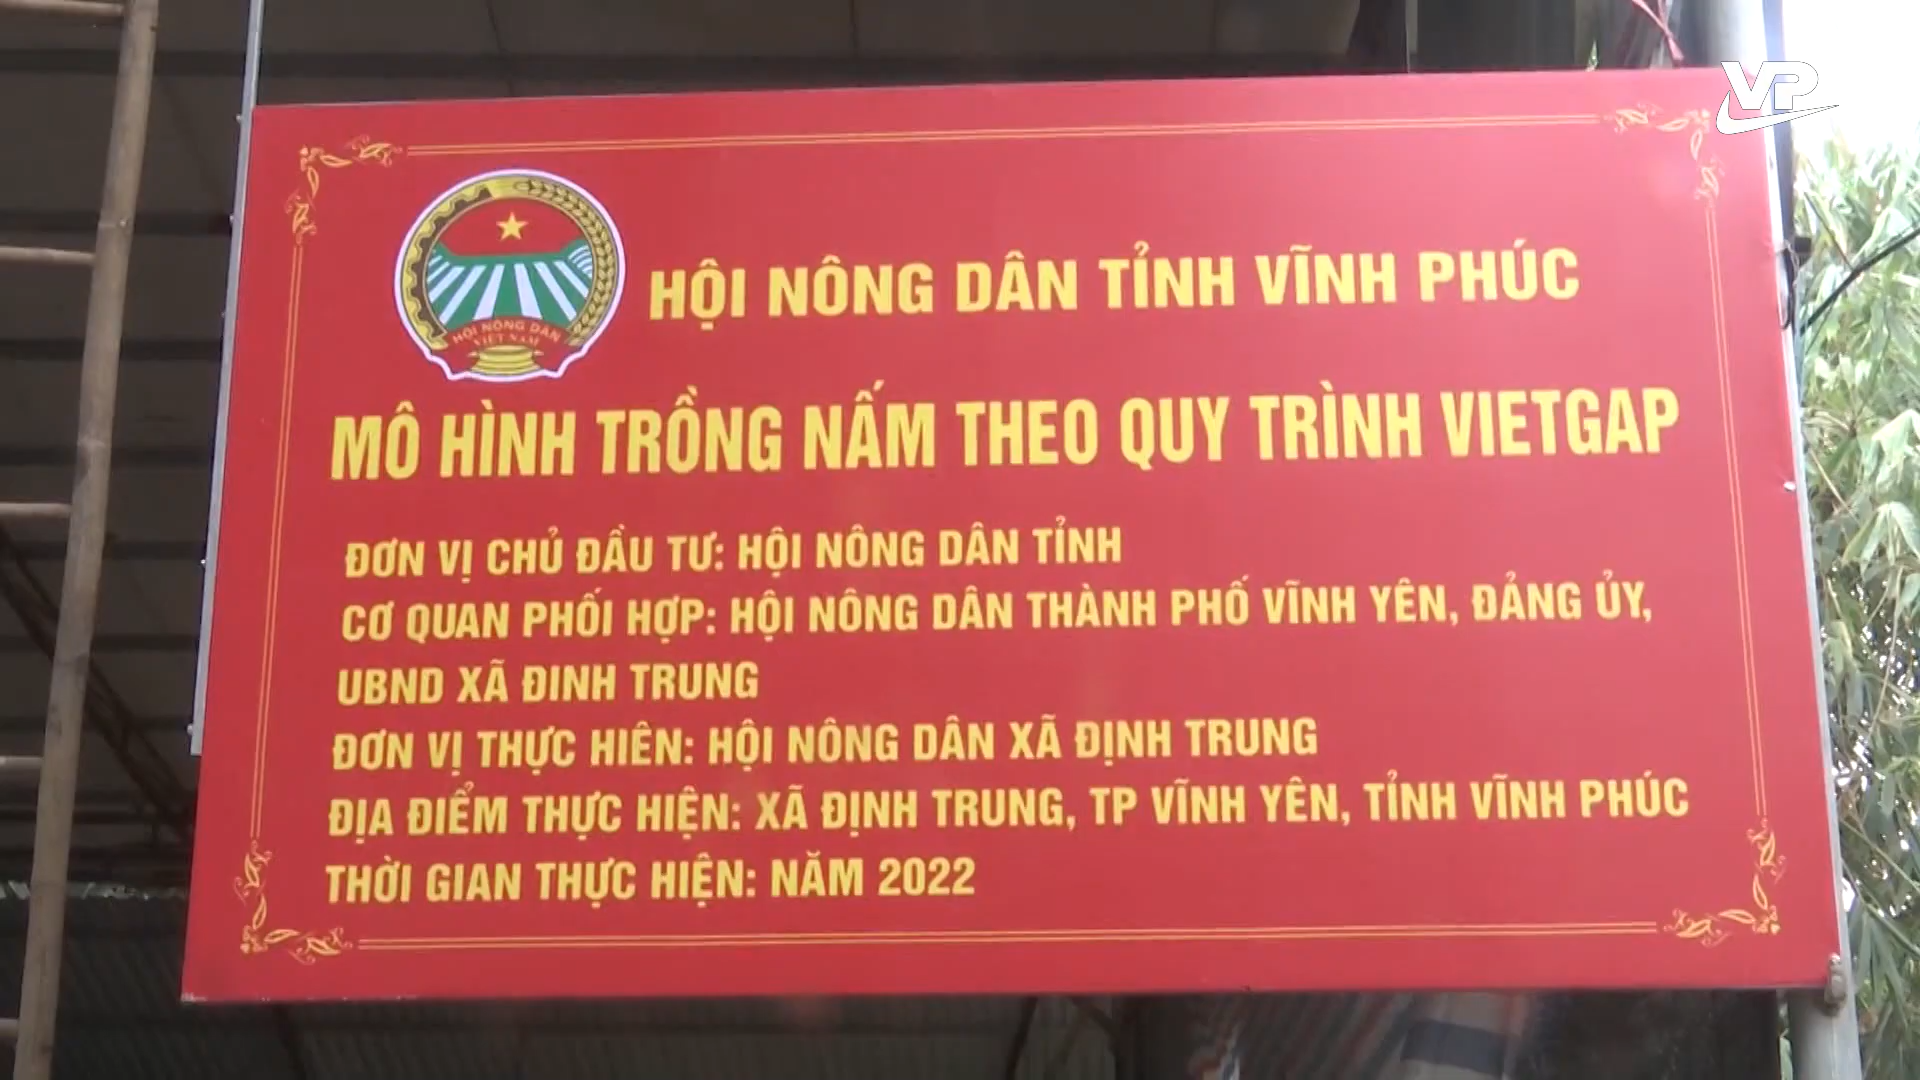 VP
HỘI NÔNG DÂN
VIỆT NAM
HỘI NÔNG DÂN TỈNH VĨNH PHÚC
MÔ HÌNH TRỒNG NẤM THEO QUY TRÌNH VIETGAP
ĐƠN VỊ CHỦ ĐẦU TƯ: HỘI NÔNG DÂN TỈNH
CƠ QUAN PHỐI HỢP: HỘI NÔNG DÂN THÀNH PHỐ VĨNH YÊN, ĐẢNG ỦY,
UBND XÃ ĐINH TRUNG
ĐƠN VỊ THỰC HIÊN: HỘI NÔNG DÂN XÃ ĐỊNH TRUNG
ĐỊA ĐIỂM THỰC HIỆN: XÃ ĐỊNH TRUNG, TP VĨNH YÊN, TỈNH VĨNH PHÚC
THỜI GIAN THỰC HIỆN: NĂM 2022